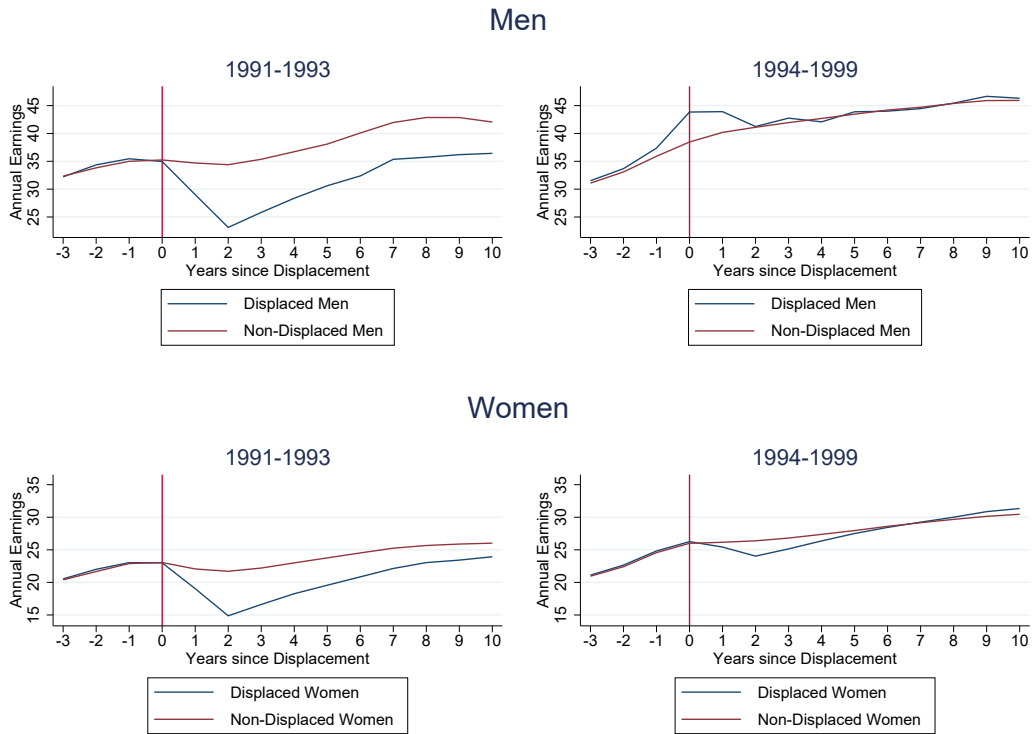 Men
1991-1993
Annual Earnings
45
40
35
30
25
-3 -2 -1 0 1 2 3 4 5 6 7 8 9 10
Years since Displacement
Displaced Men
Non-Displaced Men
1994-1999
Annual Earnings
45
40
35
30
25
-3 -2 -1 0 1 2 3 4 5 6 7 8 9 10
Years since Displacement
Displaced Men
Non-Displaced Men
Women
1991-1993
Annual Earnings
35
30
25
20
15
-3 -2 -1 0 1 2 3 4 5 6 7 8 9 10
Years since Displacement
Displaced Women
Non-Displaced Women
1994-1999
Annual Earnings
35
30
25
20
15
-3 -2 -1 0 1 2 3 4 5 6 7 8 9 10
Years since Displacement
Displaced Women
Non-Displaced Women